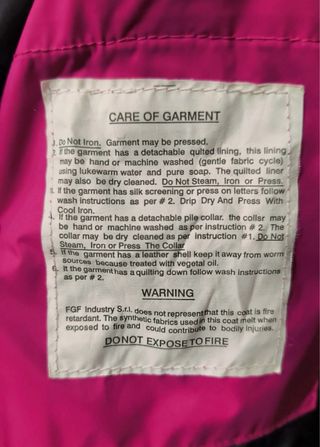 CARE OF GARMENT
1. Do Not Iron. Garment may be pressed.
2. If the garment has a detachable quilted lining, this lining
may be hand or machine washed (gentle fabric cycle)
using lukewarm water and pure soap. The quilted liner
may also be dry cleaned. Do Not Steam, Iron or Press.
3. If the garment has silk screening or press on letters follow
wash instructions as per # 2. Drip Dry And Press With
Cool Iron.
4. If the garment has a detachable pile collar. the collar may
be hand or machine washed as per instruction # 2. The
collar may be dry cleaned as per Instruction #1. Do Not
Steam, Iron or Press The Collar
5. If the garment has a leather shell keep it away from worm
sources because treated with vegetal oil.
6. It the garment has a quilting down follow wash instructions
as per # 2.
WARNING
FGF Industry S.r.l. does not represent that this coat is fire
retardant. The synthetic fabrics used in this coat melt when
exposed to fire and could contribute to bodily injuries.
DO NOT EXPOSE TO FIRE